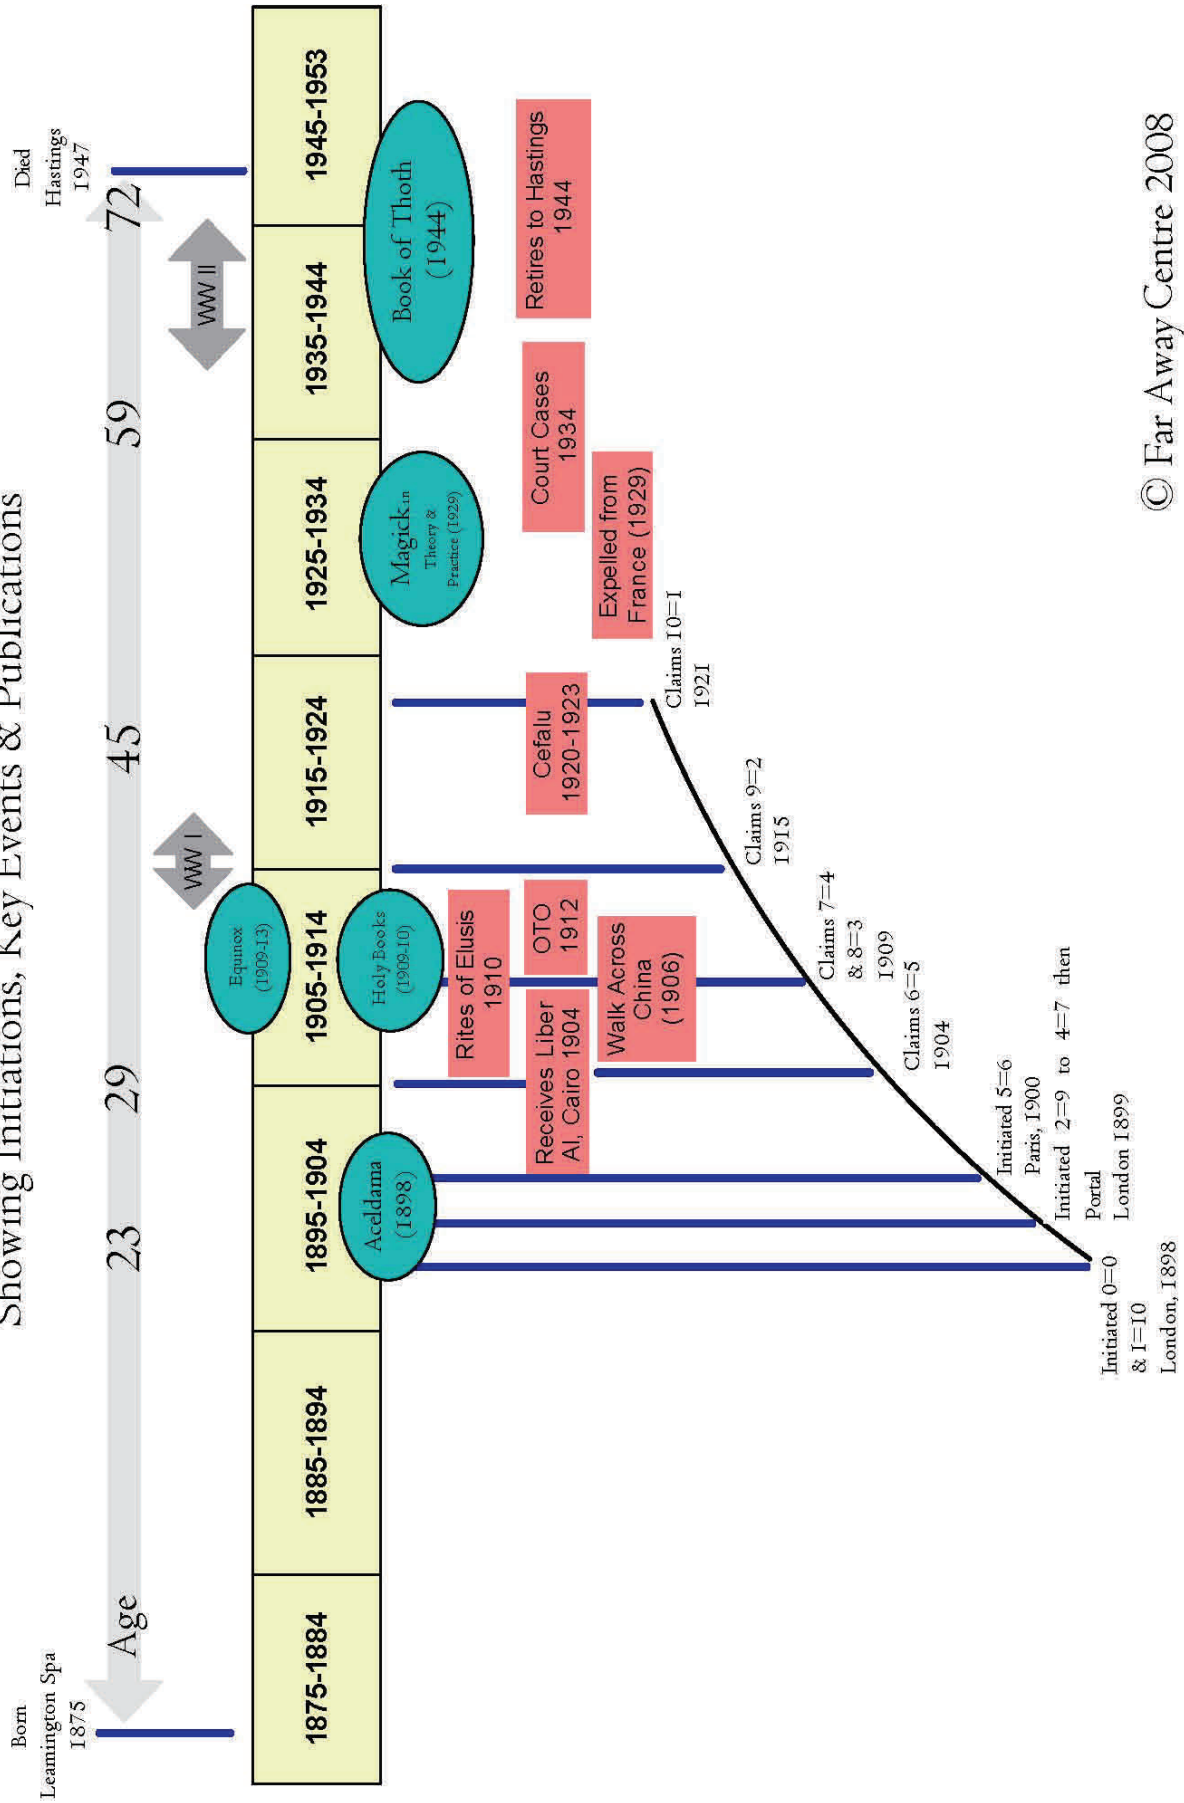 Showing Initiations, Key Events & Publications
Born
Leamington Spa
1875
Died
Hastings
1947
Age
23
29
45
59
72
WW I
WW II
Equinox
(1909-13)
1875-1884
1885-1894
1895-1904
1905-1914
1915-1924
1925-1934
1935-1944
1945-1953
Aceldama
(1898)
Holy Books
(1909-10)
Magick in
Theory &
Practice (1929)
Book of Thoth
(1944)
Rites of Elusis
1910
Receives Liber
Al, Cairo 1904
OTO
1912
Walk Across
China
(1906)
Cefalu
1920-1923
Court Cases
1934
Expelled from
France (1929)
Retires to Hastings
1944
Initiated 0=0
& 1=10
London, 1898
Initiated 2=9 to 4=7 then
Portal
London 1899
Initiated 5=6
Paris, 1900
Claims 6=5
1904
Claims 7=4
& 8=3
1909
Claims 9=2
1915
Claims 10=1
1921
© Far Away Centre 2008